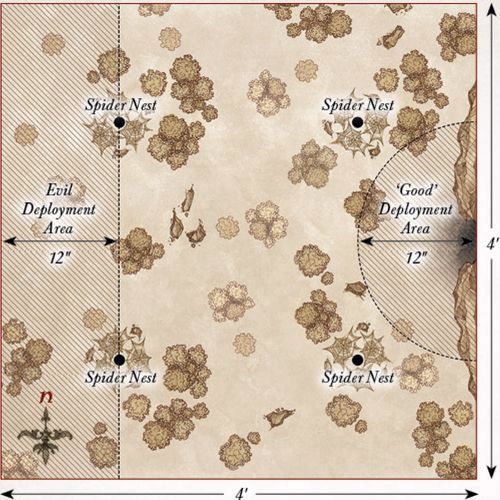 Spider Nest
Spider Nest
Evil
Deployment
Area
12"
'Good'
Deployment
Area
12"
4'
Spider Nest
Spider Nest
n
4'